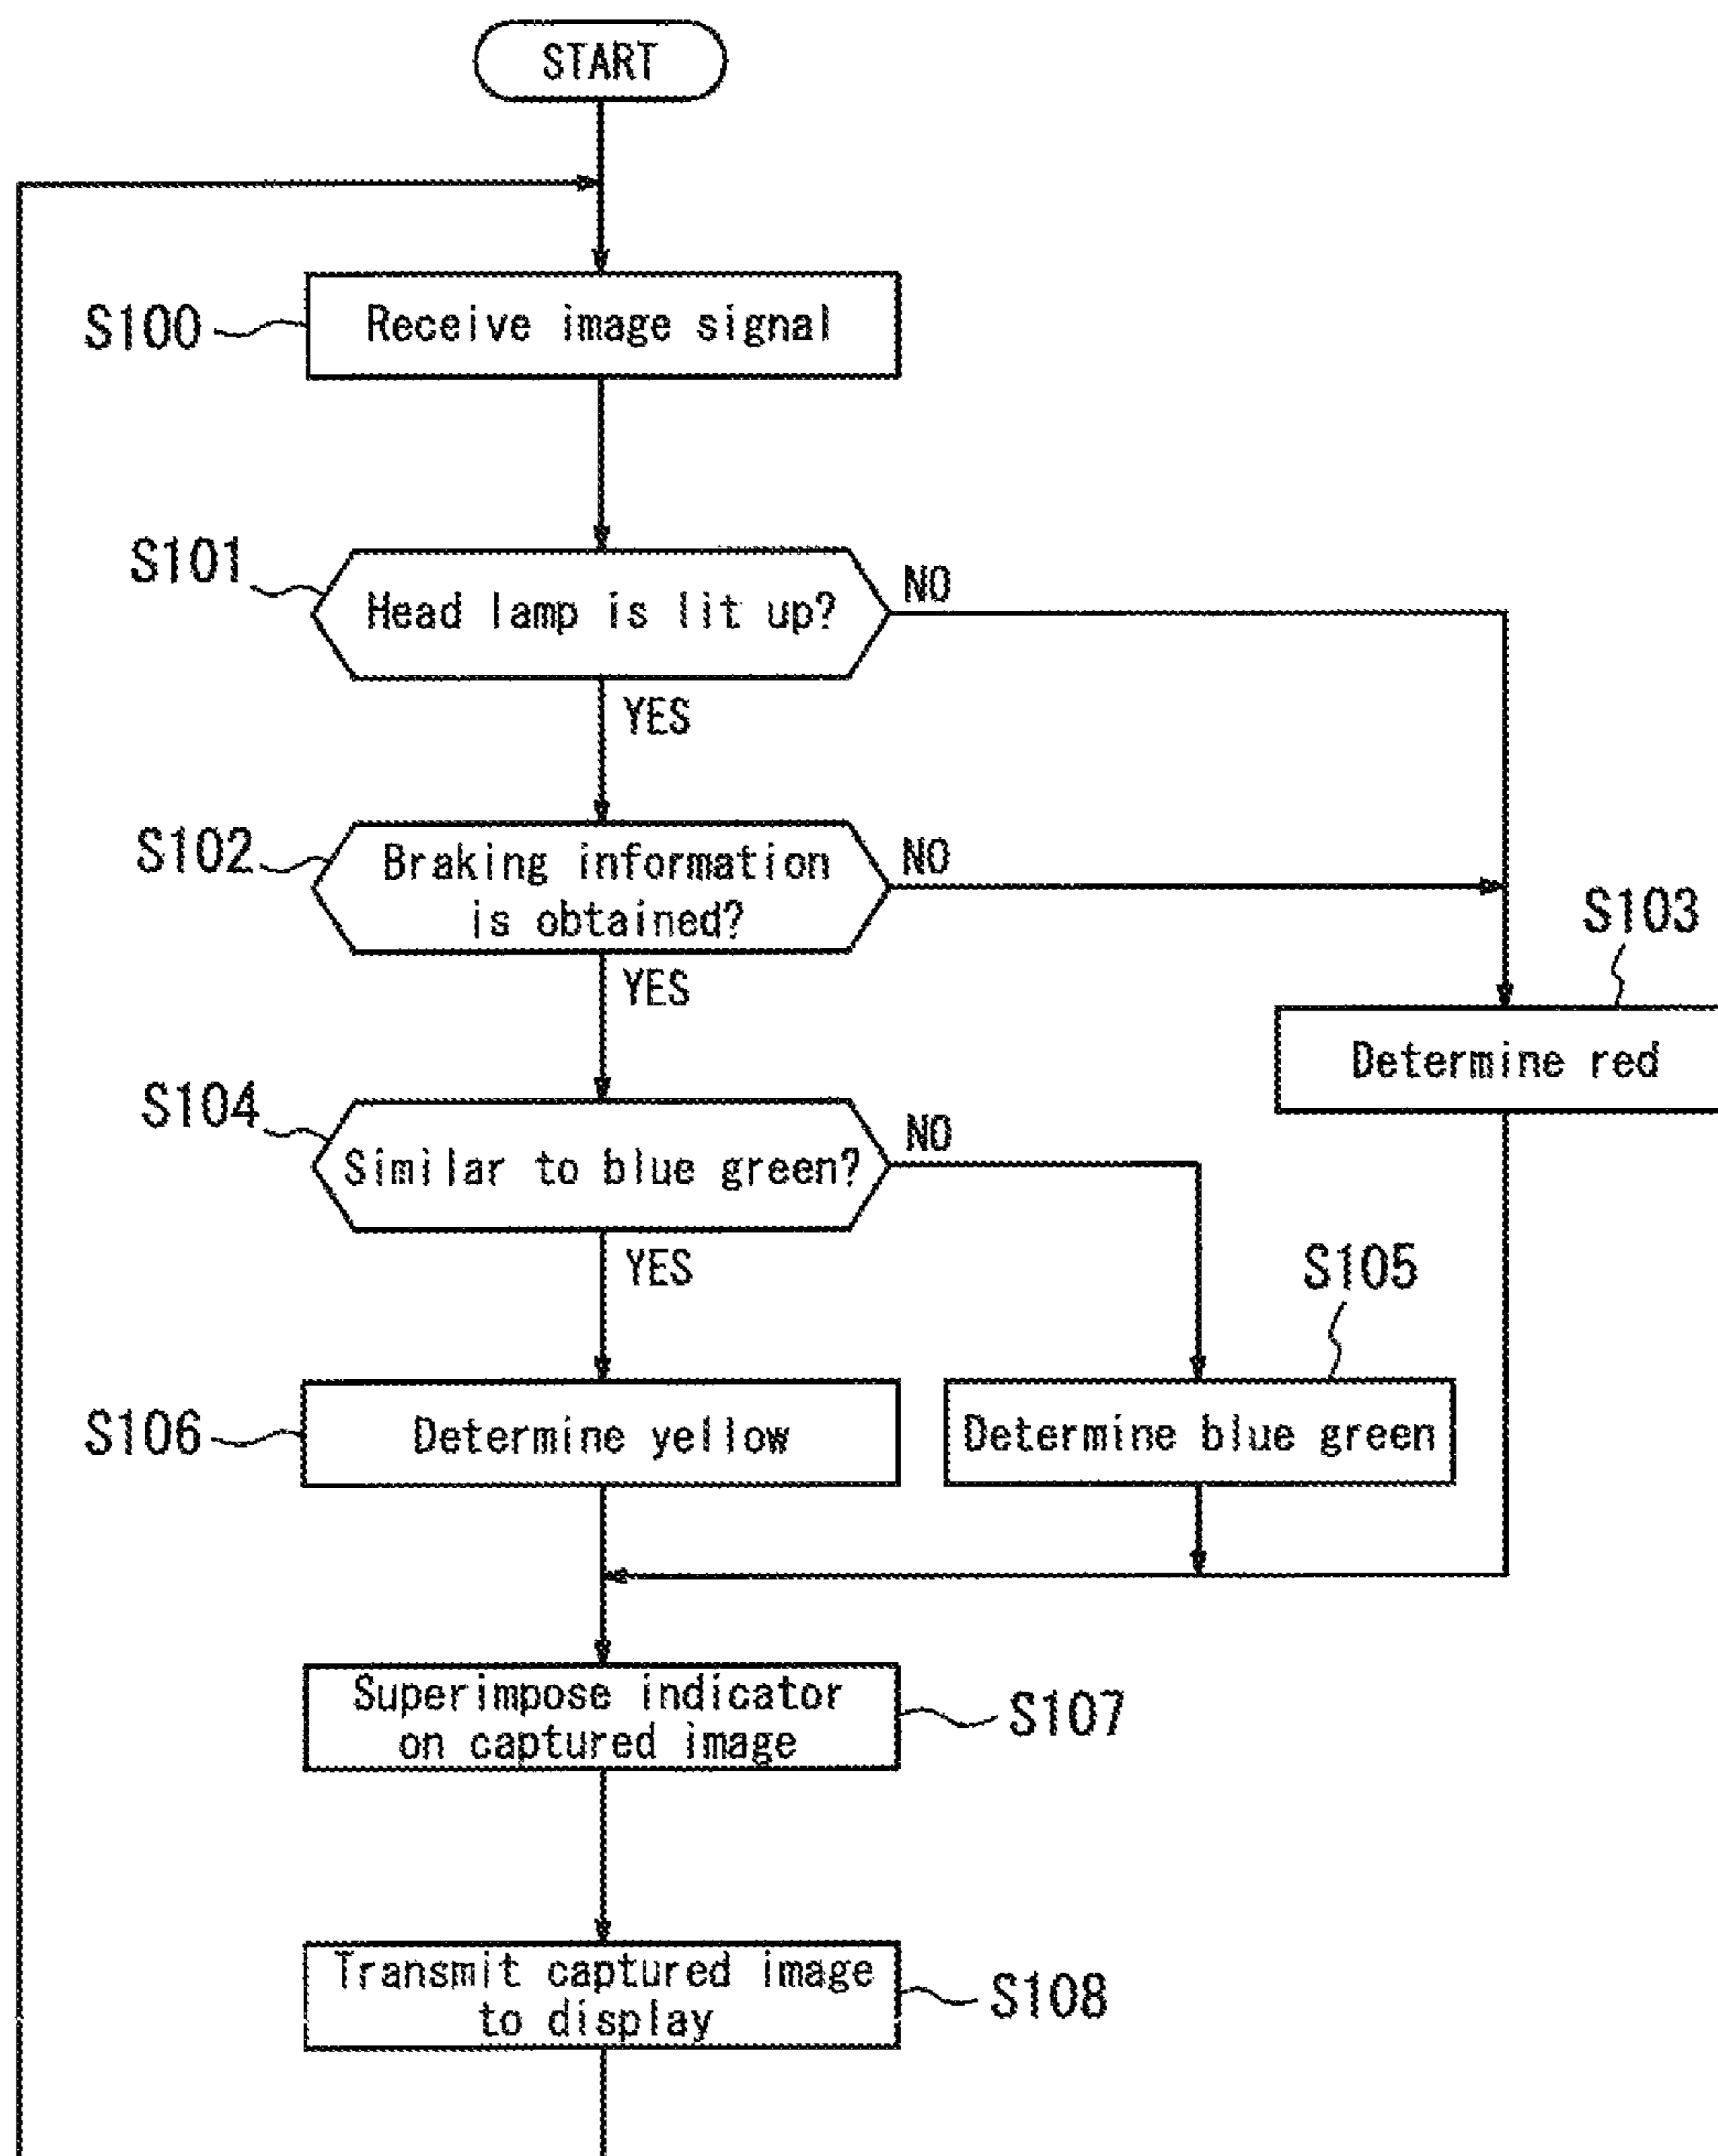 START
S100
Receive image signal
S101
Head lamp is lit up?
NO
YES
S102
Braking information
is obtained?
NO
YES
S103
Determine red
S104
Similar to blue green?
NO
YES
S105
S106
Determine yellow
Determine blue green
Superimpose indicator
on captured image
S107
Transmit captured image
to display
S108